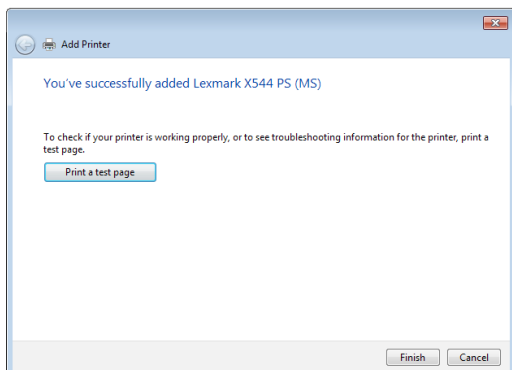 Add Printer
You've successfully added Lexmark X544 PS (MS)
To check if your printer is working properly, or to see troubleshooting information for the printer, print a
test page.
Print a test page
Finish
Cancel